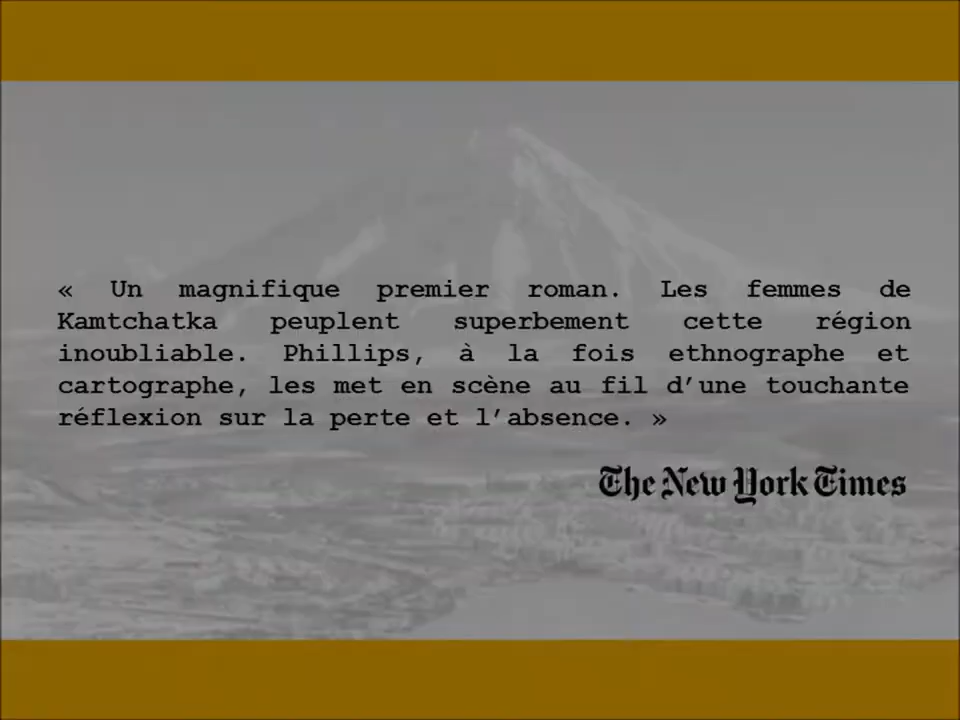 « Un magnifique premier roman. Les femmes de
Kamtchatka peuplent superbement cette région
inoubliable. Phillips, à la fois ethnographe et
cartographe, les met en scène au fil d’une touchante
réflexion sur la perte et l’absence. »
The New York Times